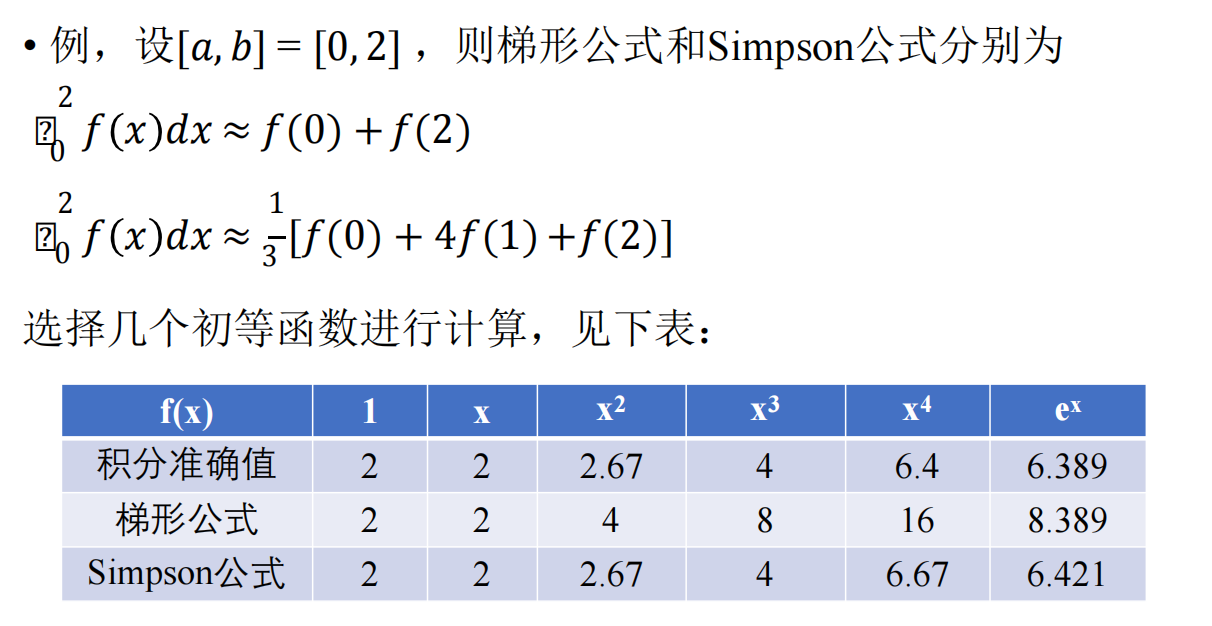 • 例，设[a, b] = [0, 2] ，则梯形公式和Simpson公式分别为
∫₀² f(x)dx ≈ f(0) + f(2)
∫₀² f(x)dx ≈ 1/3[f(0) + 4f(1) +f(2)]
选择几个初等函数进行计算，见下表：
f(x) 1 x x² x³ x⁴ eˣ
积分准确值 2 2 2.67 4 6.4 6.389
梯形公式 2 2 4 8 16 8.389
Simpson公式 2 2 2.67 4 6.67 6.421